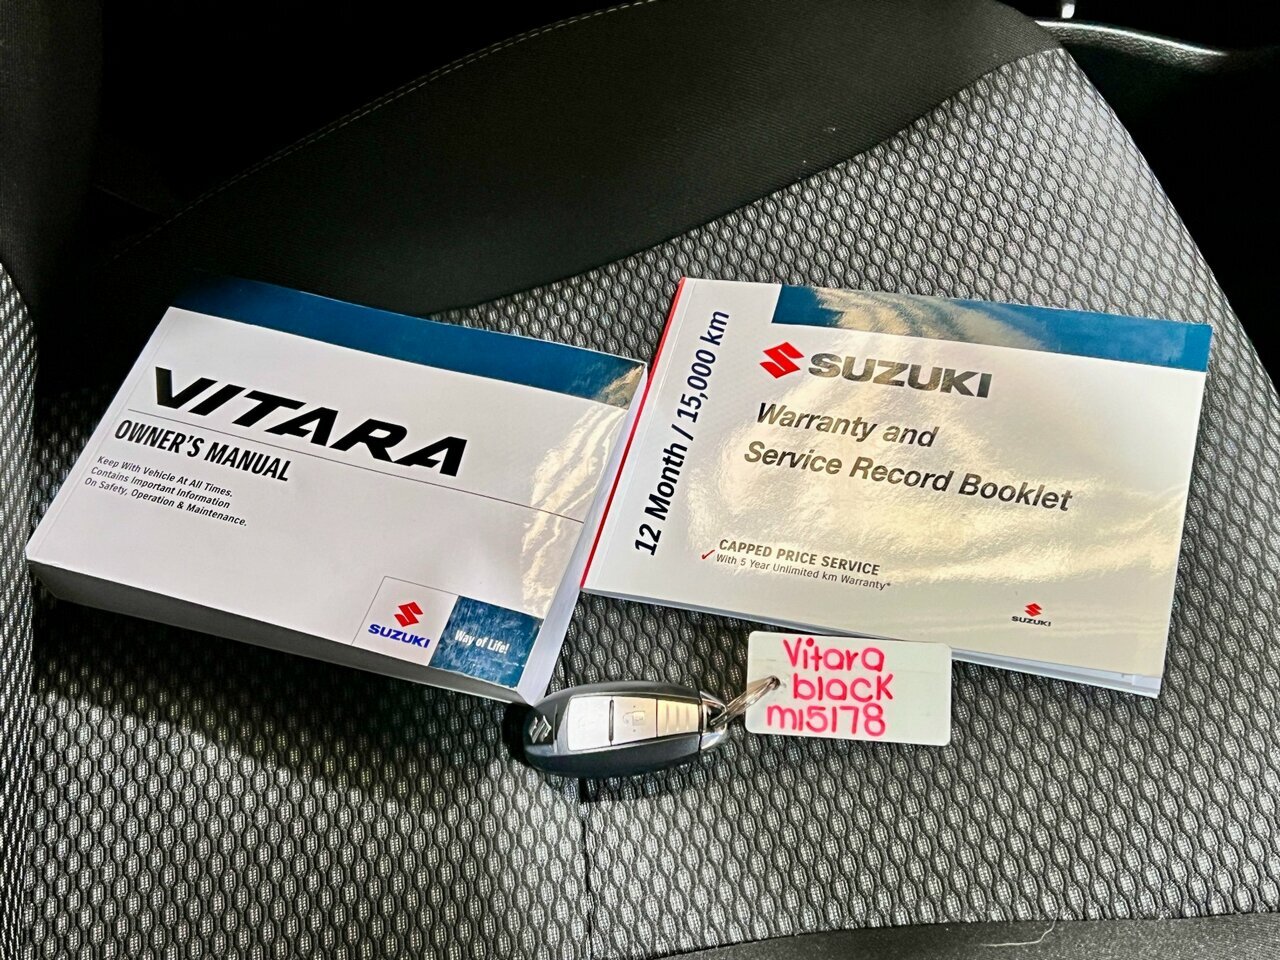 VITARA
OWNER'S MANUAL
Keep With Vehicle At All Times.
Contains Important Information
On Safety, Operation & Maintenance.
SUZUKI
Way of Life!
12 Month / 15,000 km
SUZUKI
Warranty and
Service Record Booklet
CAPPED PRICE SERVICE
With 5 Year Unlimited km Warranty*
SUZUKI
Vitara
black
m15178